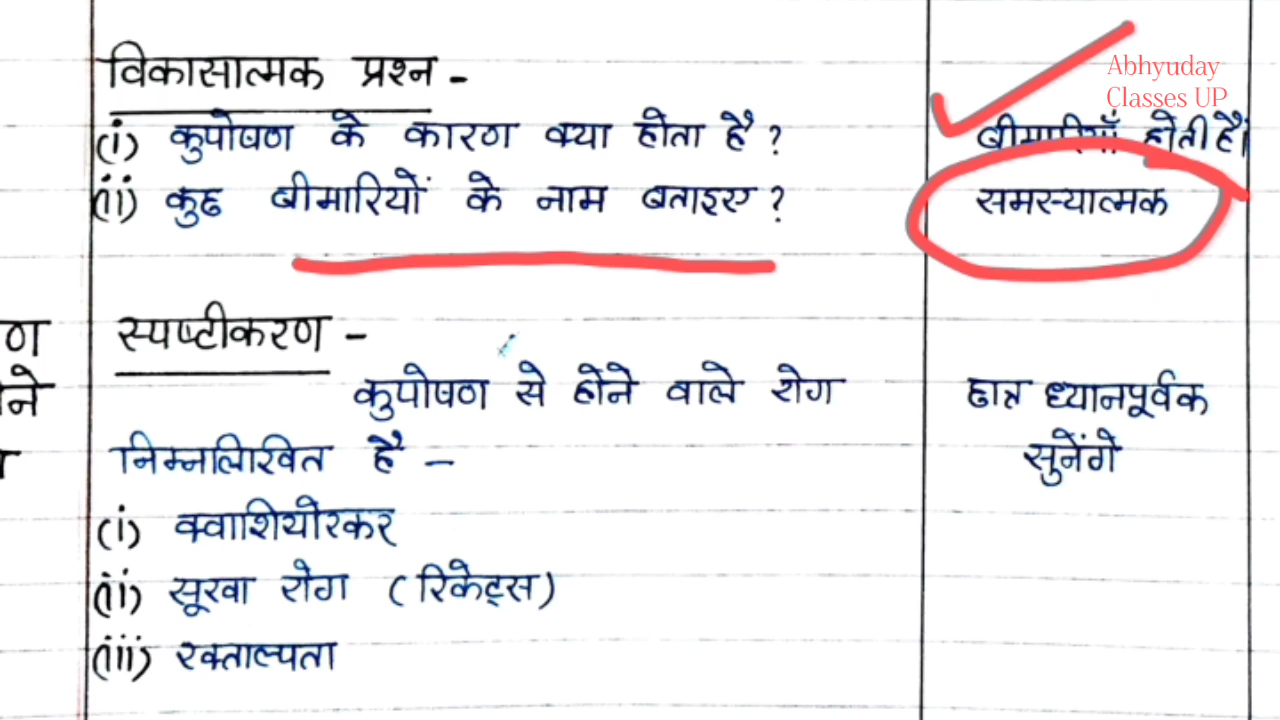 विकासात्मक प्रश्न -
Abhyuday
Classes UP
(i) कुपोषण के कारण क्या होता है ?
बीमारियाँ होती हैं।
(ii) कुछ बीमारियों के नाम बताइए ?
समस्यात्मक
ण
स्पष्टीकरण -
ने
कुपोषण से होने वाले रोग
छात्र ध्यानपूर्वक
निम्नलिखित है -
सुनेंगे
(i) क्वाशियोरकर
(ii) सूखा रोग (रिकेट्स)
(iii) रक्ताल्पता